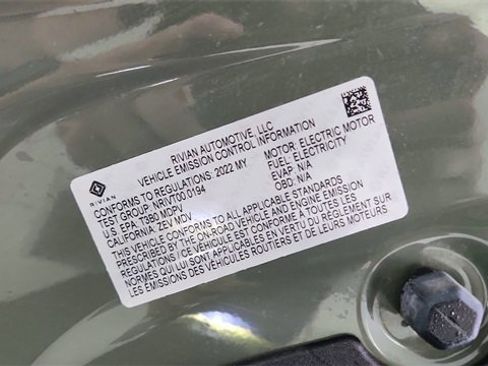 RIVIAN
RIVIAN AUTOMOTIVE, LLC
VEHICLE EMISSION CONTROL INFORMATION
CONFORMS TO REGULATIONS: 2022 MY
TEST GROUP: NRIVT00.0194
U.S. EPA: T3B0 MDPV
CALIFORNIA: ZEV MDV
MOTOR: ELECTRIC MOTOR
FUEL: ELECTRICITY
EVAP: N/A
OBD: N/A
THIS VEHICLE CONFORMS TO ALL APPLICABLE STANDARDS
PRESCRIBED BY THE ON-ROAD VEHICLE AND ENGINE EMISSION
REGULATIONS / CE VÉHICULE EST CONFORME À TOUTES LES
NORMES QUI LUI SONT APPLICABLES EN VERTU DU RÈGLEMENT SUR
LES ÉMISSIONS DES VÉHICULES ROUTIERS ET DE LEURS MOTEURS